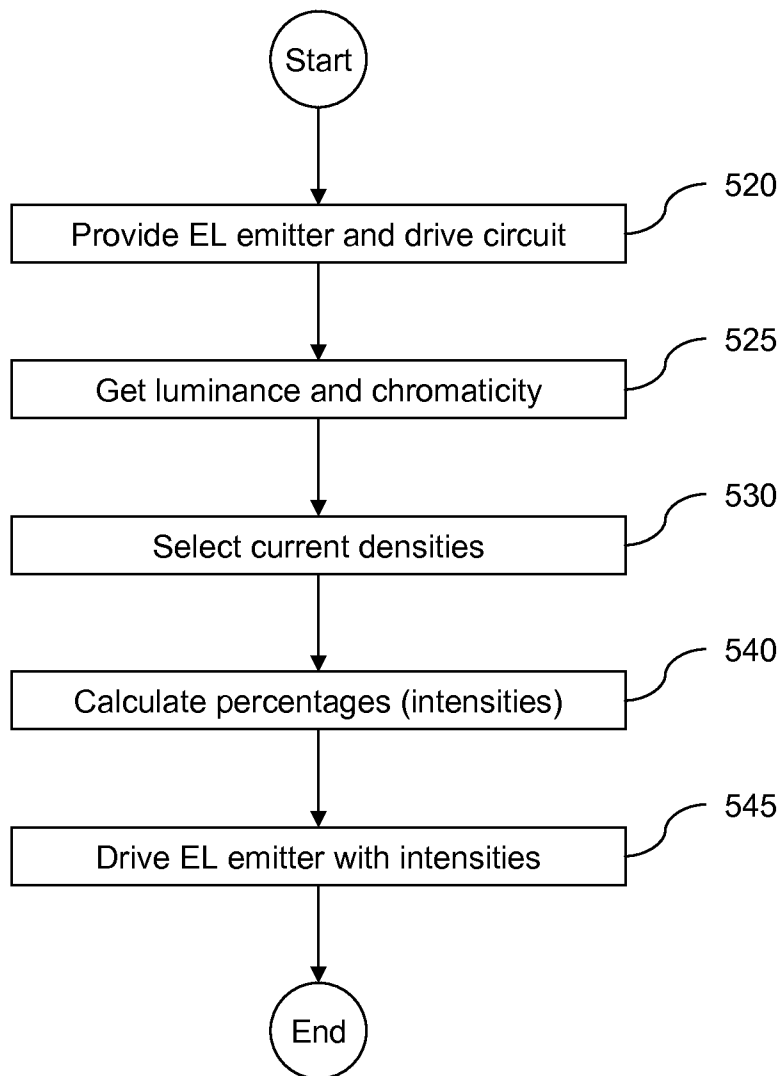 Start
520
Provide EL emitter and drive circuit
525
Get luminance and chromaticity
530
Select current densities
540
Calculate percentages (intensities)
545
Drive EL emitter with intensities
End